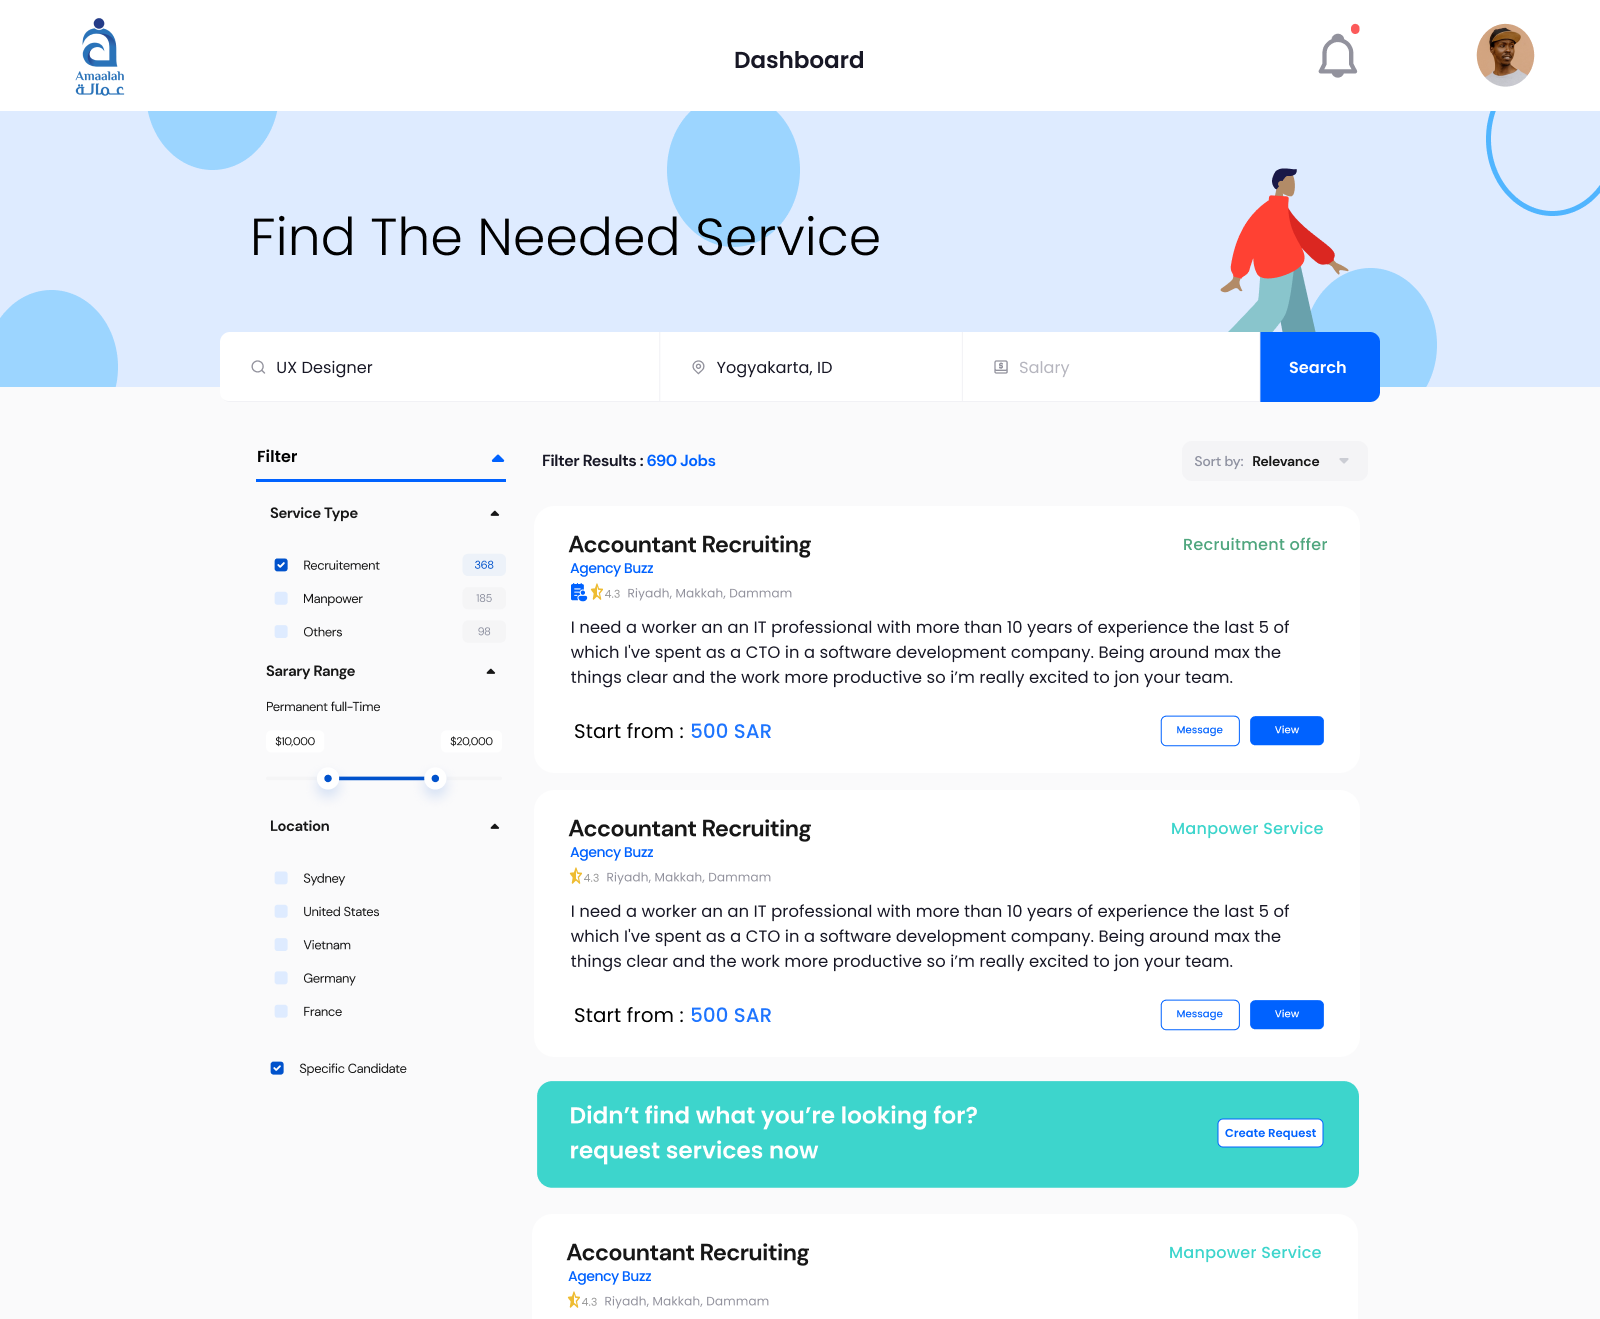 Amaalah
عمالة
Dashboard
Find The Needed Service
UX Designer
Yogyakarta, ID
Salary
Search
Filter
Filter Results : 690 Jobs
Sort by: Relevance
Service Type
Recruitement 368
Manpower 185
Others 98
Sarary Range
Permanent full-Time
$10,000 $20,000
Location
Sydney
United States
Vietnam
Germany
France
Specific Candidate
Accountant Recruiting
Recruitment offer
Agency Buzz
4.3 Riyadh, Makkah, Dammam
I need a worker an an IT professional with more than 10 years of experience the last 5 of
which I've spent as a CTO in a software development company. Being around max the
things clear and the work more productive so i’m really excited to jon your team.
Start from : 500 SAR
Message
View
Accountant Recruiting
Manpower Service
Agency Buzz
4.3 Riyadh, Makkah, Dammam
I need a worker an an IT professional with more than 10 years of experience the last 5 of
which I've spent as a CTO in a software development company. Being around max the
things clear and the work more productive so i’m really excited to jon your team.
Start from : 500 SAR
Message
View
Didn’t find what you’re looking for?
request services now
Create Request
Accountant Recruiting
Manpower Service
Agency Buzz
4.3 Riyadh, Makkah, Dammam